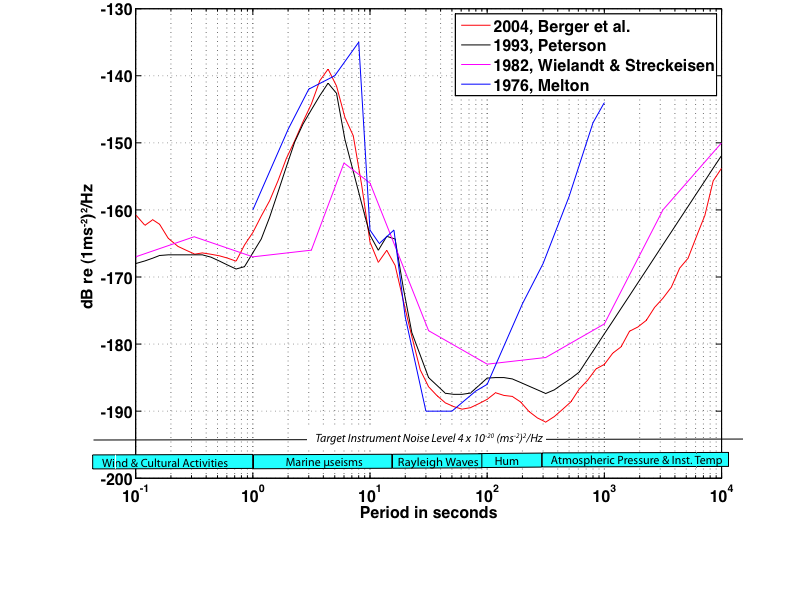 -130
-140
-150
-160
-170
-180
-190
-200
dB re (1ms⁻²)²/Hz
2004, Berger et al.
1993, Peterson
1982, Wielandt & Streckeisen
1976, Melton
Target Instrument Noise Level 4 x 10⁻²⁰ (ms⁻²)²/Hz
Wind & Cultural Activities
Marine µseisms
Rayleigh Waves
Hum
Atmospheric Pressure & Inst. Temp
10⁻¹ 10⁰ 10¹ 10² 10³ 10⁴
Period in seconds